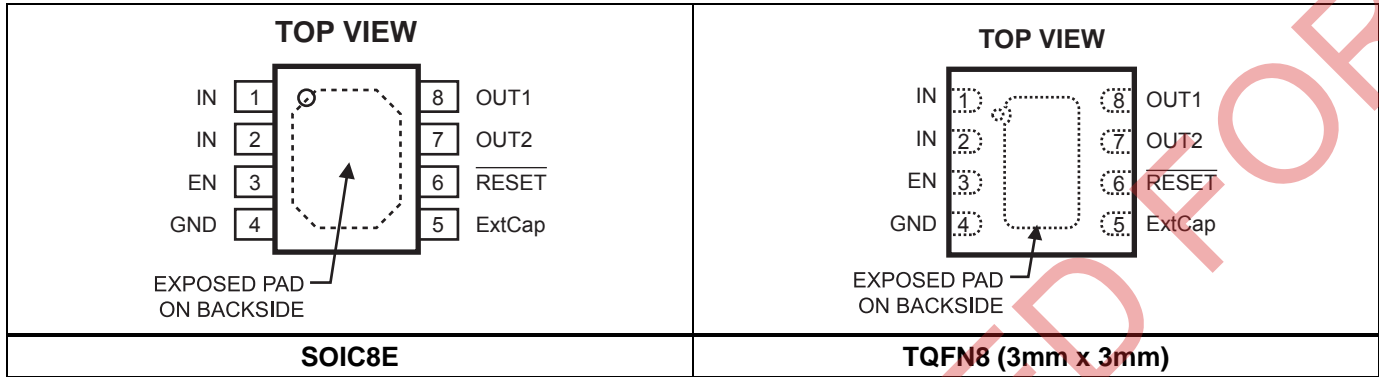 TOP VIEW
IN 1 8 OUT1
IN 2 7 OUT2
EN 3 6 RESET
GND 4 5 ExtCap
EXPOSED PAD
ON BACKSIDE
SOIC8E
TOP VIEW
IN 1 8 OUT1
IN 2 7 OUT2
EN 3 6 RESET
GND 4 5 ExtCap
EXPOSED PAD
ON BACKSIDE
TQFN8 (3mm x 3mm)
ED FOR